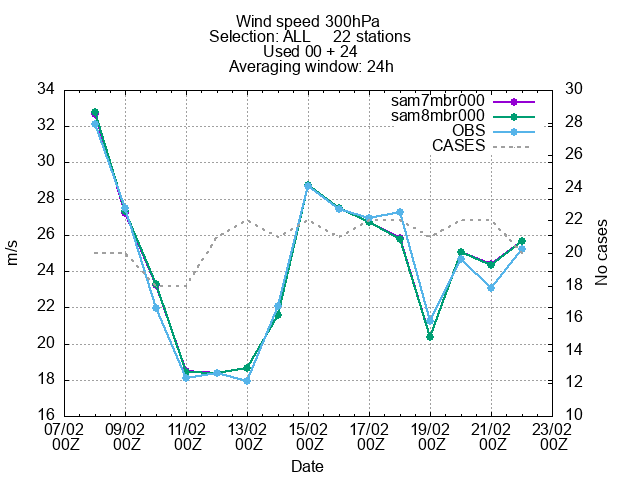 Wind speed 300hPa
Selection: ALL 22 stations
Used 00 + 24
Averaging window: 24h
34 30
sam7mbr000
sam8mbr000
32 28
OBS
CASES
30 26
28 24
26 22
m/s No cases
24 20
22 18
20 16
18 14
16 12
10
07/02 09/02 11/02 13/02 15/02 17/02 19/02 21/02 23/02
00Z 00Z 00Z 00Z 00Z 00Z 00Z 00Z 00Z
Date